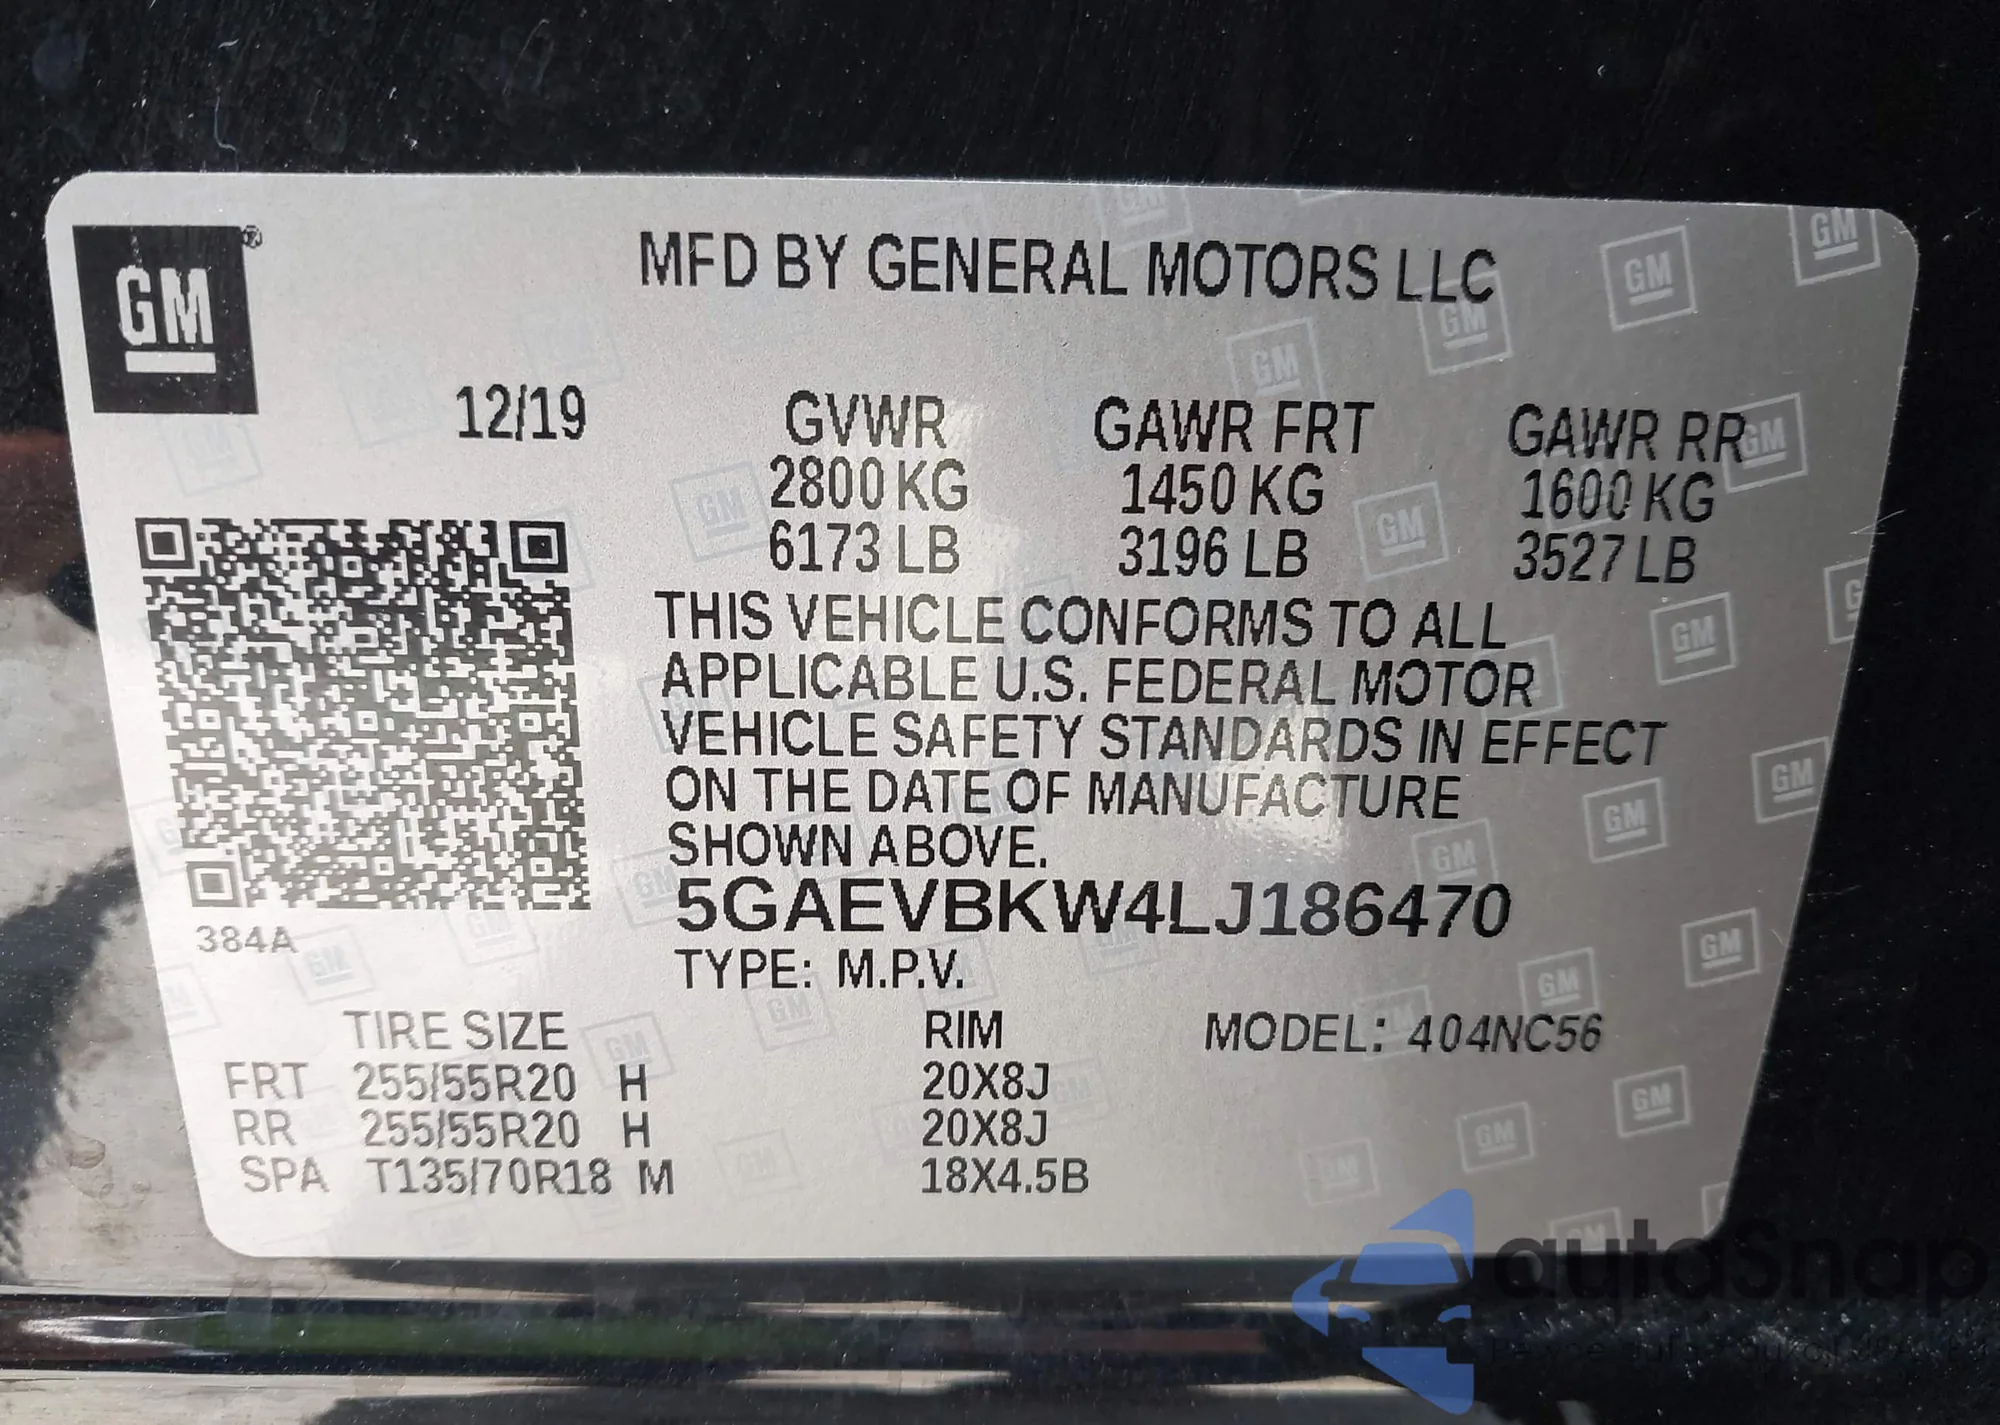 GM®
MFD BY GENERAL MOTORS LLC
12/19 GVWR GAWR FRT GAWR RR
2800 KG 1450 KG 1600 KG
6173 LB 3196 LB 3527 LB
THIS VEHICLE CONFORMS TO ALL
APPLICABLE U.S. FEDERAL MOTOR
VEHICLE SAFETY STANDARDS IN EFFECT
ON THE DATE OF MANUFACTURE
SHOWN ABOVE.
5GAEVBKW4LJ186470
384A
TYPE: M.P.V.
TIRE SIZE RIM MODEL: 404NC56
FRT 255/55R20 H 20X8J
RR 255/55R20 H 20X8J
SPA T135/70R18 M 18X4.5B
autoSnap